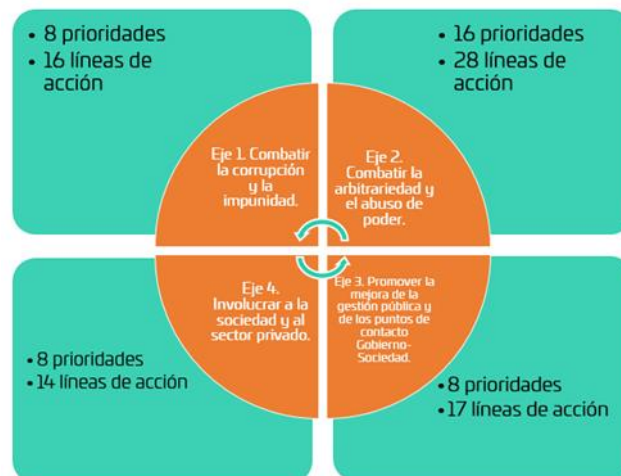 • 8 prioridades
• 16 líneas de
acción
• 16 prioridades
• 28 líneas de
acción
Eje 1. Combatir
la corrupción
y la
impunidad.
Eje 2.
Combatir la
arbitrariedad y
el abuso de
poder.
Eje 4.
Involucrar a la
sociedad y al
sector privado.
Eje 3. Promover la
mejora de la
gestión pública y
de los puntos de
contacto
Gobierno-
Sociedad.
• 8 prioridades
• 14 líneas de acción
• 8 prioridades
• 17 líneas de acción